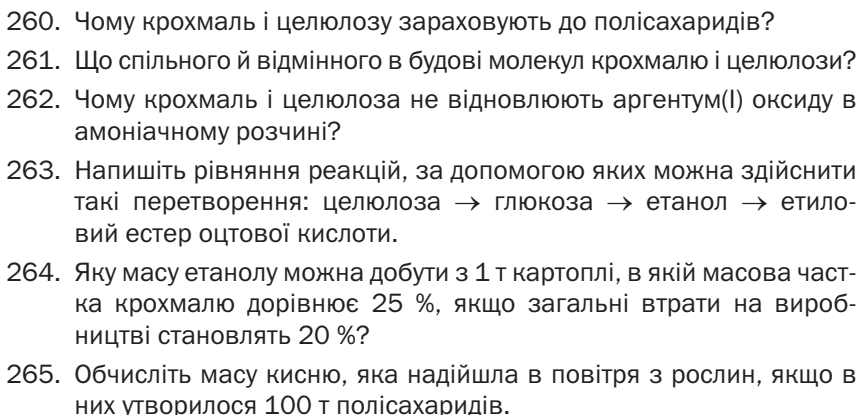 260. Чому крохмаль і целюлозу зараховують до полісахаридів?
261. Що спільного й відмінного в будові молекул крохмалю і целюлози?
262. Чому крохмаль і целюлоза не відновлюють аргентум(І) оксиду в
амоніачному розчині?
263. Напишіть рівняння реакцій, за допомогою яких можна здійснити
такі перетворення: целюлоза → глюкоза → етанол → етило-
вий естер оцтової кислоти.
264. Яку масу етанолу можна добути з 1 т картоплі, в якій масова част-
ка крохмалю дорівнює 25 %, якщо загальні втрати на вироб-
ництві становлять 20 %?
265. Обчисліть масу кисню, яка надійшла в повітря з рослин, якщо в
них утворилося 100 т полісахаридів.